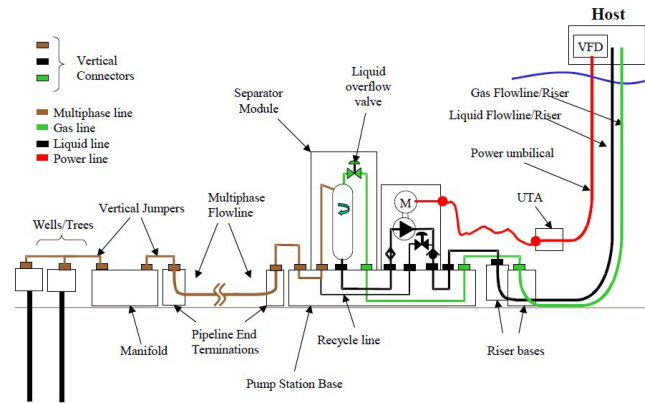 Host
VFD
Vertical
Connectors
Liquid
overflow
valve
Separator
Module
Gas Flowline/Riser
Liquid Flowline/Riser
Multiphase line
Gas line
Liquid line
Power line
Power umbilical
UTA
M
Vertical Jumpers
Multiphase
Flowline
Wells/Trees
Manifold
Pipeline End
Terminations
Recycle line
Riser bases
Pump Station Base